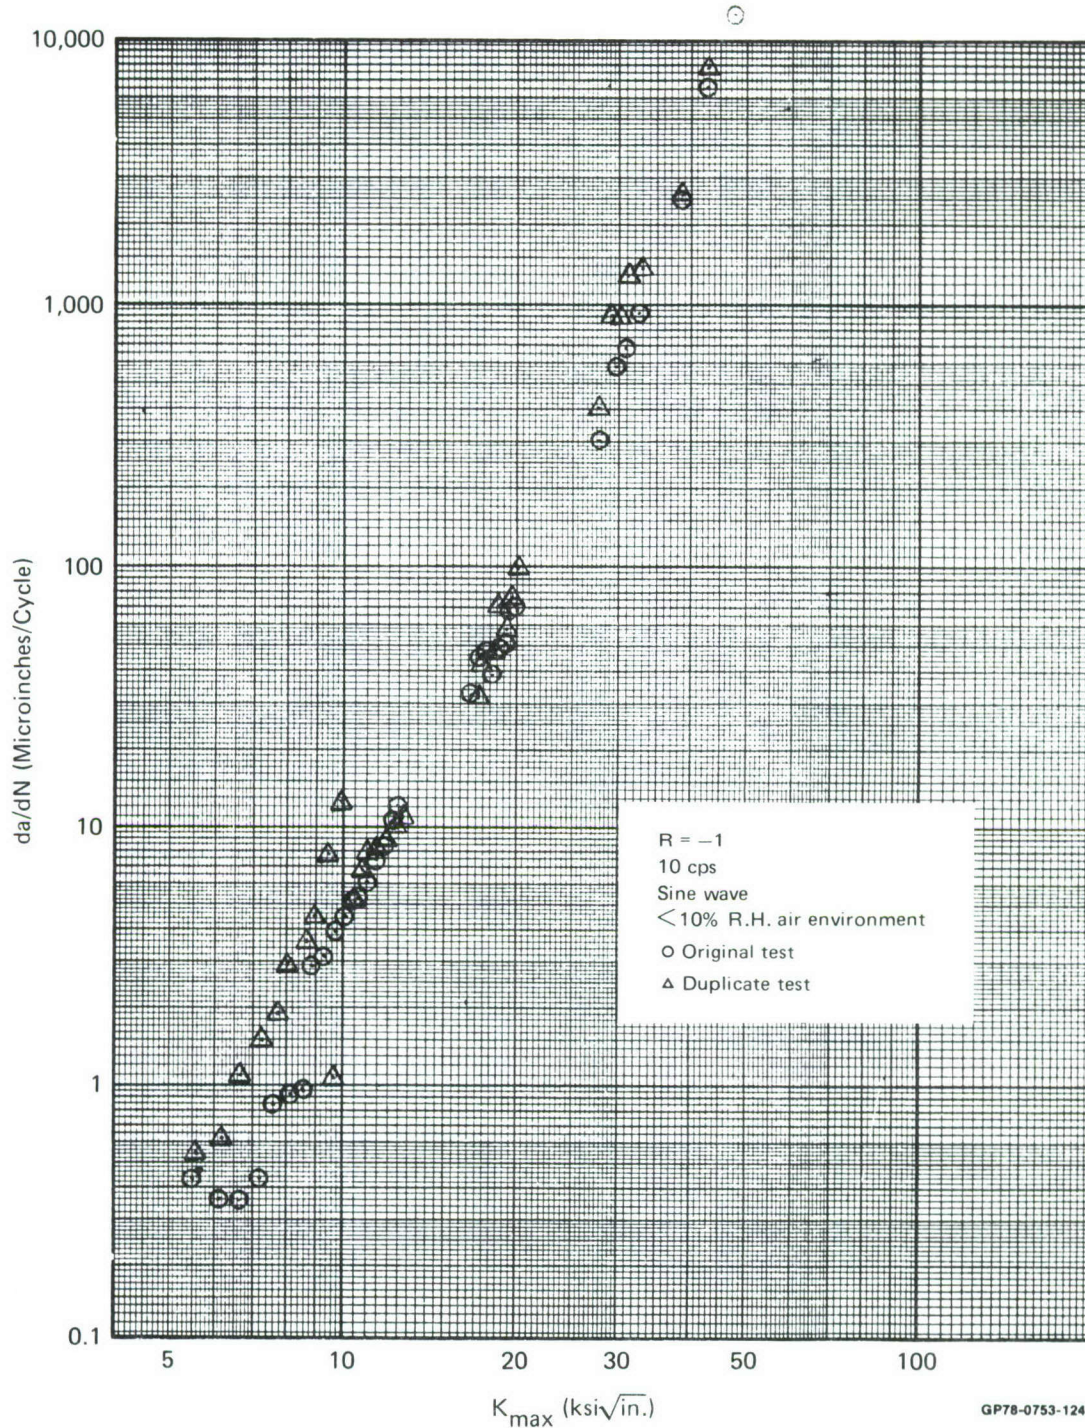 10,000
1,000
100
10
1
0.1
da/dN (Microinches/Cycle)
R = −1
10 cps
Sine wave
<10% R.H. air environment
○ Original test
△ Duplicate test
5 10 20 30 50 100
Kmax (ksi√in.)
GP78-0753-124